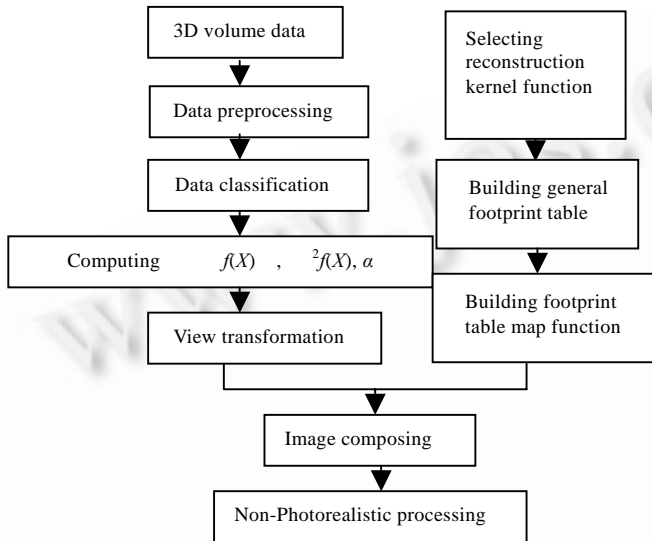 3D volume data
Data preprocessing
Data classification
Computing f(X) , ²f(X), α
View transformation
Selecting
reconstruction
kernel function
Building general
footprint table
Building footprint
table map function
Image composing
Non-Photorealistic processing